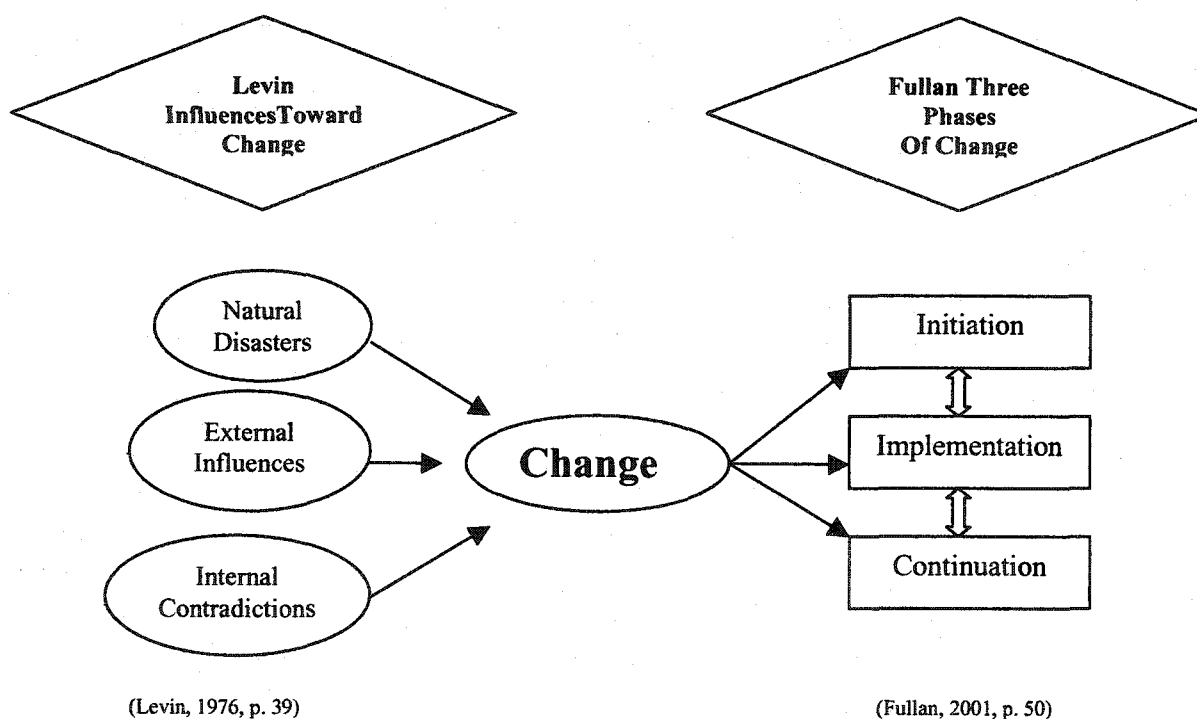 Levin
InfluencesToward
Change
Fullan Three
Phases
Of Change
Natural
Disasters
External
Influences
Internal
Contradictions
Change
Initiation
Implementation
Continuation
(Levin, 1976, p. 39)
(Fullan, 2001, p. 50)